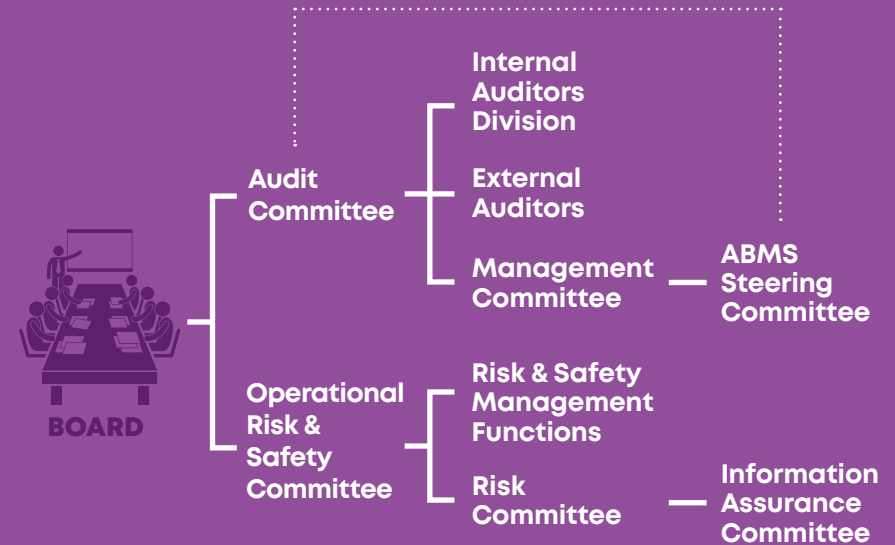 BOARD
Audit
Committee
Internal
Auditors
Division
External
Auditors
Management
Committee
ABMS
Steering
Committee
Operational
Risk &
Safety
Committee
Risk & Safety
Management
Functions
Risk
Committee
Information
Assurance
Committee